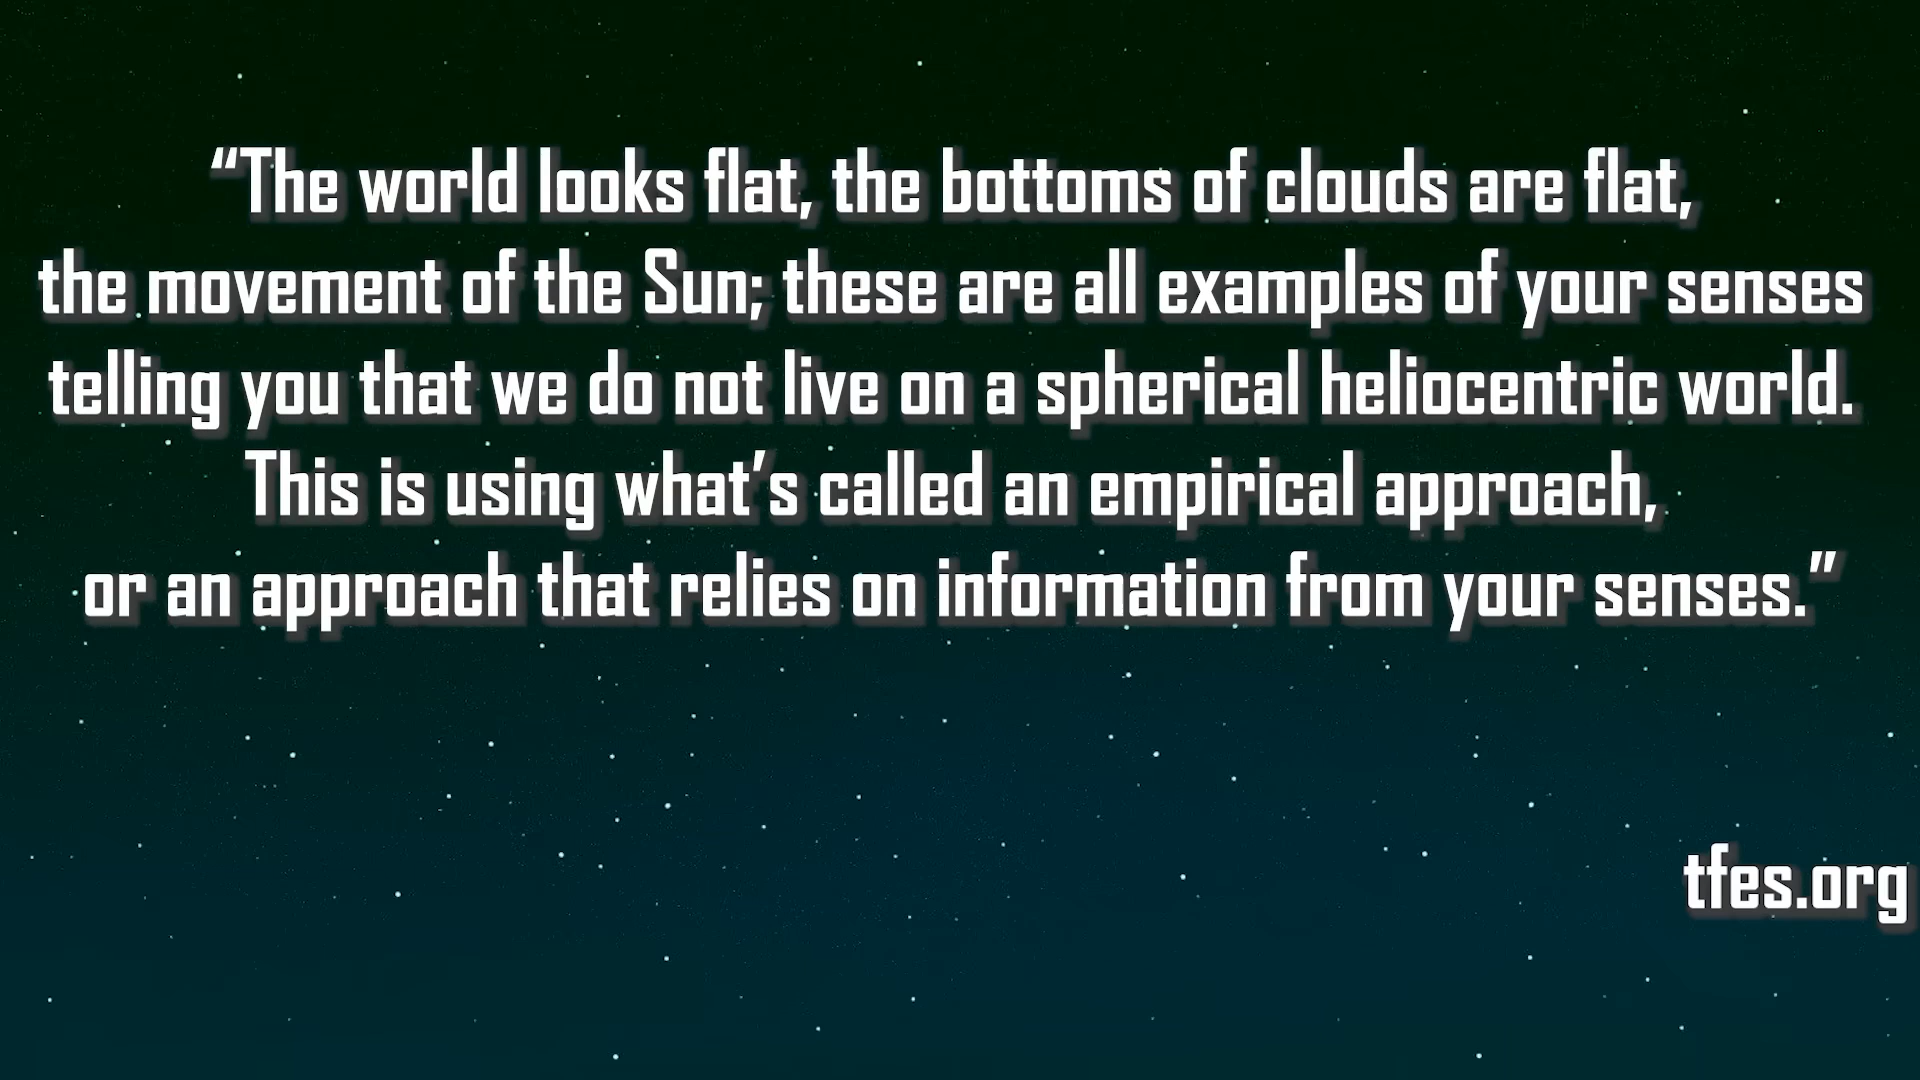 “The world looks flat, the bottoms of clouds are flat,
the movement of the Sun; these are all examples of your senses
telling you that we do not live on a spherical heliocentric world.
This is using what’s called an empirical approach,
or an approach that relies on information from your senses.”
tfes.org